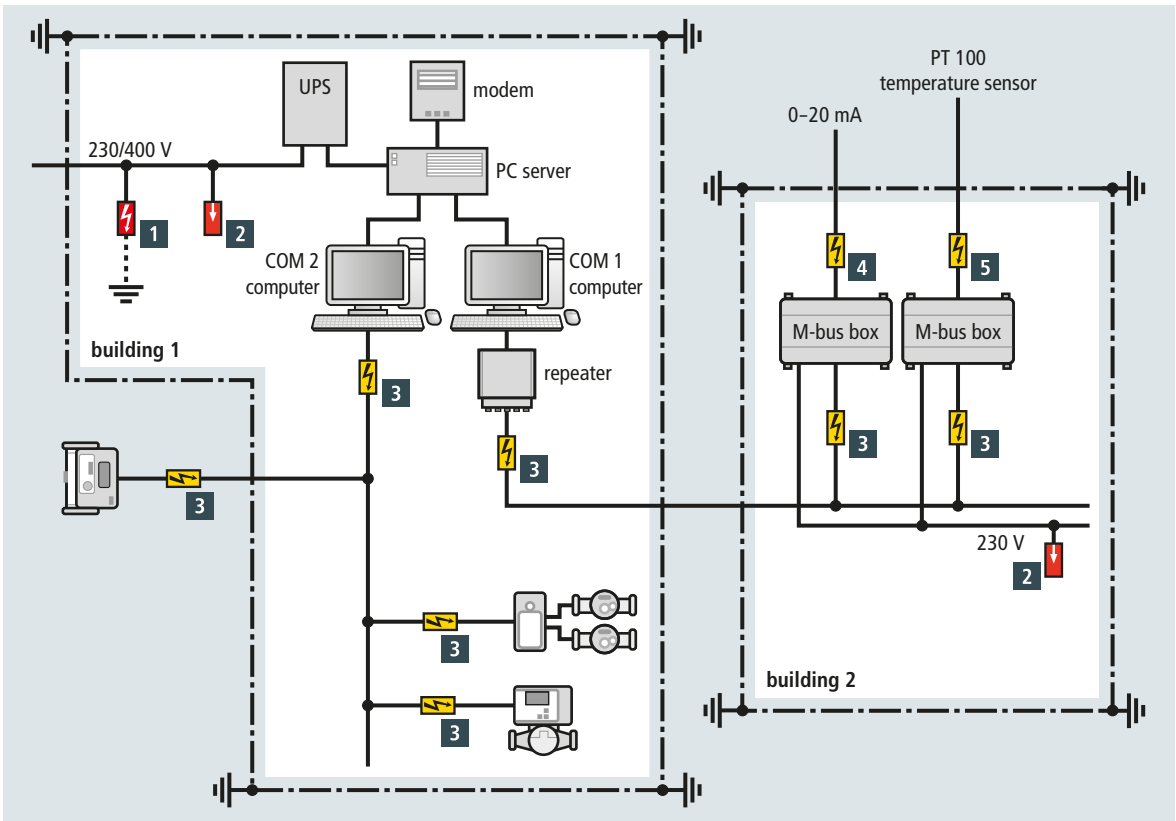 UPS
modem
PT 100
temperature sensor
0–20 mA
230/400 V
PC server
1
2
COM 2
computer
COM 1
computer
4
5
M-bus box
M-bus box
building 1
repeater
3
3
3
3
3
230 V
2
3
building 2
3